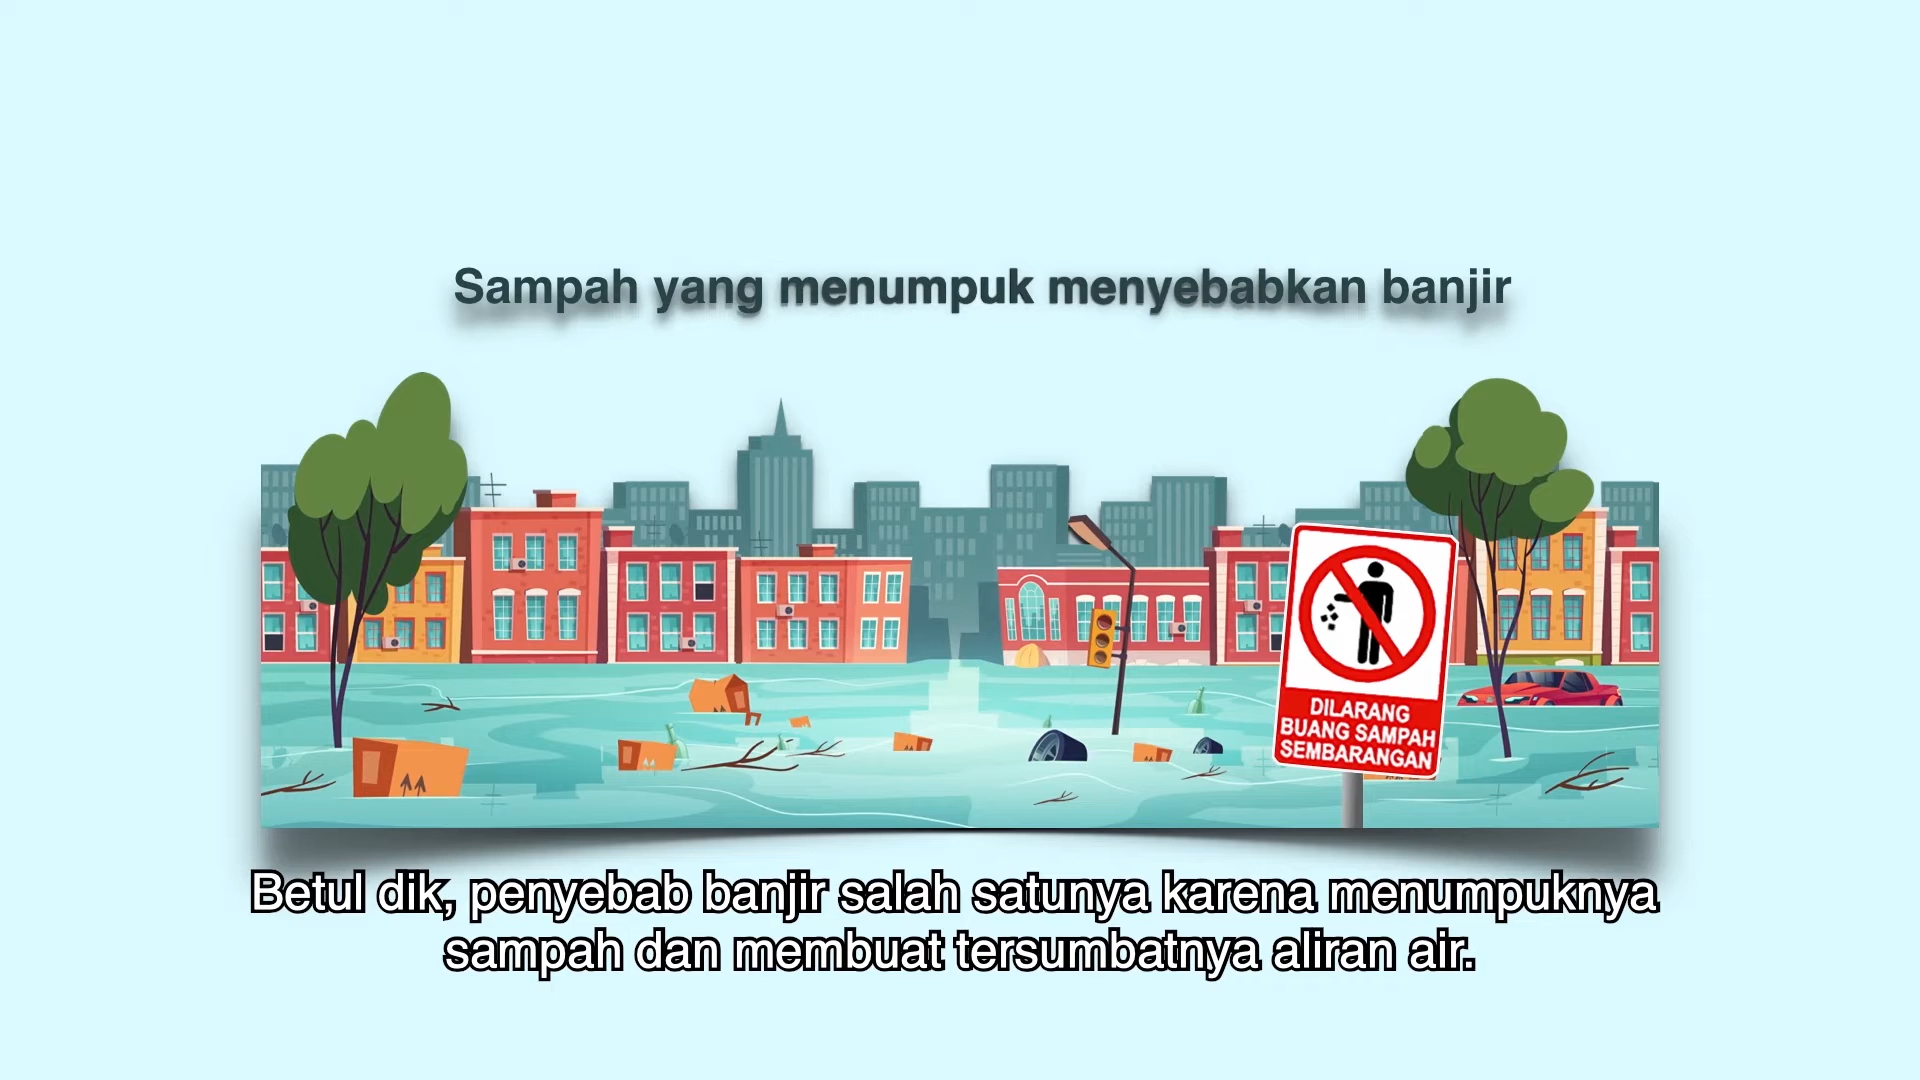 Sampah yang menumpuk menyebabkan banjir
DILARANG
BUANG SAMPAH
SEMBARANGAN
Betul dik, penyebab banjir salah satunya karena menumpuknya
sampah dan membuat tersumbatnya aliran air.